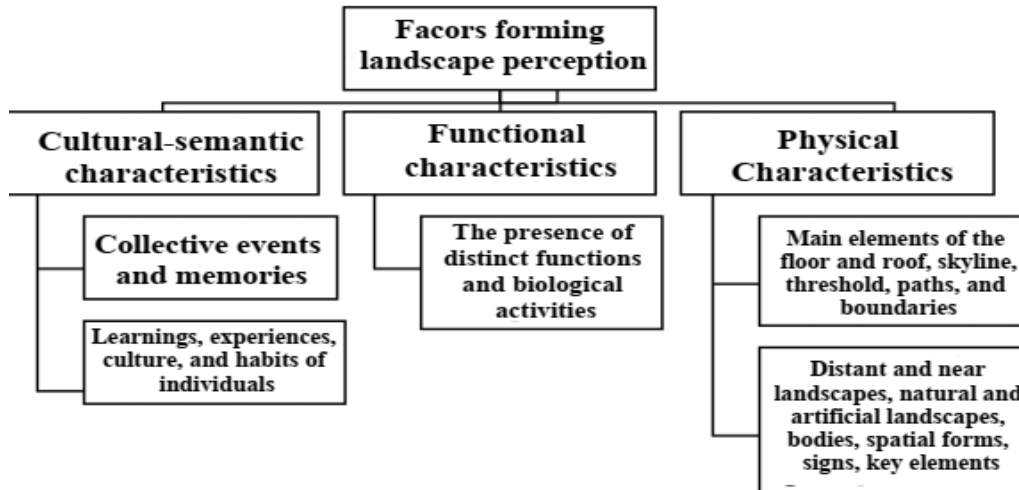 Facors forming
landscape perception
Cultural-semantic
characteristics
Functional
characteristics
Physical
Characteristics
Collective events
and memories
Learnings, experiences,
culture, and habits of
individuals
The presence of
distinct functions
and biological
activities
Main elements of the
floor and roof, skyline,
threshold, paths, and
boundaries
Distant and near
landscapes, natural and
artificial landscapes,
bodies, spatial forms,
signs, key elements